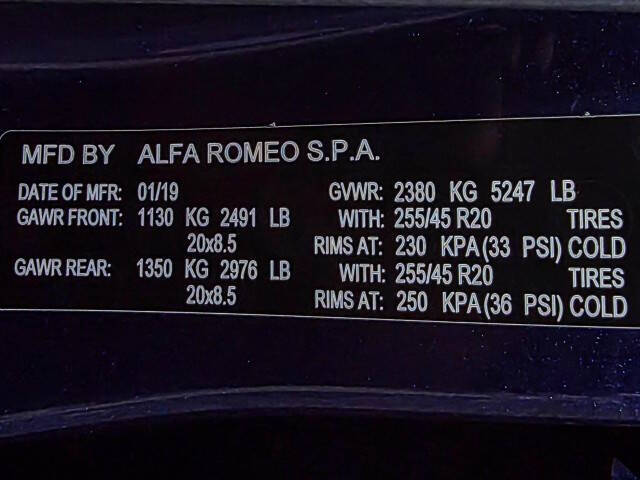 MFD BY ALFA ROMEO S.P.A.
DATE OF MFR: 01/19 GVWR: 2380 KG 5247 LB
GAWR FRONT: 1130 KG 2491 LB WITH: 255/45 R20 TIRES
20x8.5 RIMS AT: 230 KPA(33 PSI) COLD
GAWR REAR: 1350 KG 2976 LB WITH: 255/45 R20 TIRES
20x8.5 RIMS AT: 250 KPA(36 PSI) COLD